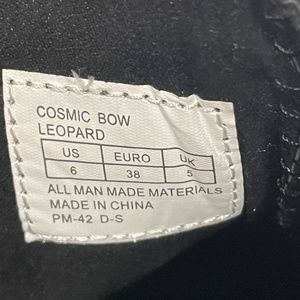 COSMIC BOW
LEOPARD
US EURO UK
6 38 5
ALL MAN MADE MATERIALS
MADE IN CHINA
PM-42 D-S